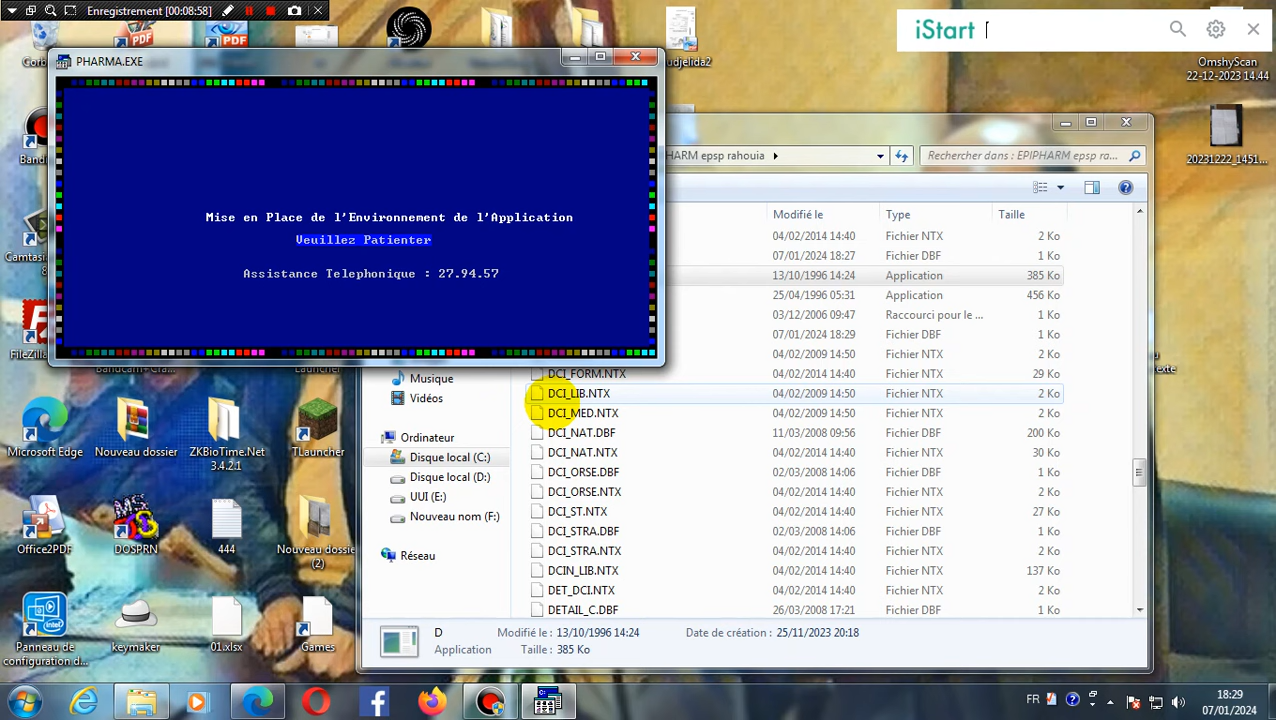 Enregistrement [00:08:58]
PHARMA.EXE
Mise en Place de l'Environnement de l'Application
Veuillez Patienter
Assistance Telephonique : 27.94.57
iStart
OmshyScan
22-12-2023 14.44
20231222_1451...
HARM epsp rahouia
Rechercher dans : EPIPHARM epsp ra...
Modifié le Type Taille
04/02/2014 14:40 Fichier NTX 2 Ko
07/01/2024 18:27 Fichier DBF 1 Ko
13/10/1996 14:24 Application 385 Ko
25/04/1996 05:31 Application 456 Ko
03/12/2006 09:47 Raccourci pour le ... 1 Ko
07/01/2024 18:29 Fichier DBF 1 Ko
04/02/2009 14:50 Fichier NTX 2 Ko
DCI_FORM.NTX 04/02/2014 14:40 Fichier NTX 29 Ko
DCI_LIB.NTX 04/02/2009 14:50 Fichier NTX 2 Ko
DCI_MED.NTX 04/02/2009 14:50 Fichier NTX 2 Ko
DCI_NAT.DBF 11/03/2008 09:56 Fichier DBF 200 Ko
DCI_NAT.NTX 04/02/2014 14:40 Fichier NTX 30 Ko
DCI_ORSE.DBF 02/03/2008 14:06 Fichier DBF 1 Ko
DCI_ORSE.NTX 04/02/2014 14:40 Fichier NTX 2 Ko
DCI_ST.NTX 04/02/2014 14:40 Fichier NTX 27 Ko
DCI_STRA.DBF 02/03/2008 14:06 Fichier DBF 1 Ko
DCI_STRA.NTX 04/02/2014 14:40 Fichier NTX 2 Ko
DCIN_LIB.NTX 04/02/2014 14:40 Fichier NTX 137 Ko
DET_DCI.NTX 04/02/2014 14:40 Fichier NTX 2 Ko
DETAIL_C.DBF 26/03/2008 17:21 Fichier DBF 1 Ko
Musique
Vidéos
Ordinateur
Disque local (C:)
Disque local (D:)
UUI (E:)
Nouveau nom (F:)
Réseau
D Modifié le : 13/10/1996 14:24 Date de création : 25/11/2023 20:18
Application Taille : 385 Ko
Microsoft Edge
Nouveau dossier
ZKBioTime.Net
3.4.2.1
TLauncher
Office2PDF
DOSPRN
444
Nouveau dossier
(2)
Panneau de
configuration d...
keymaker
01.xlsx
Games
FR
18:29
07/01/2024